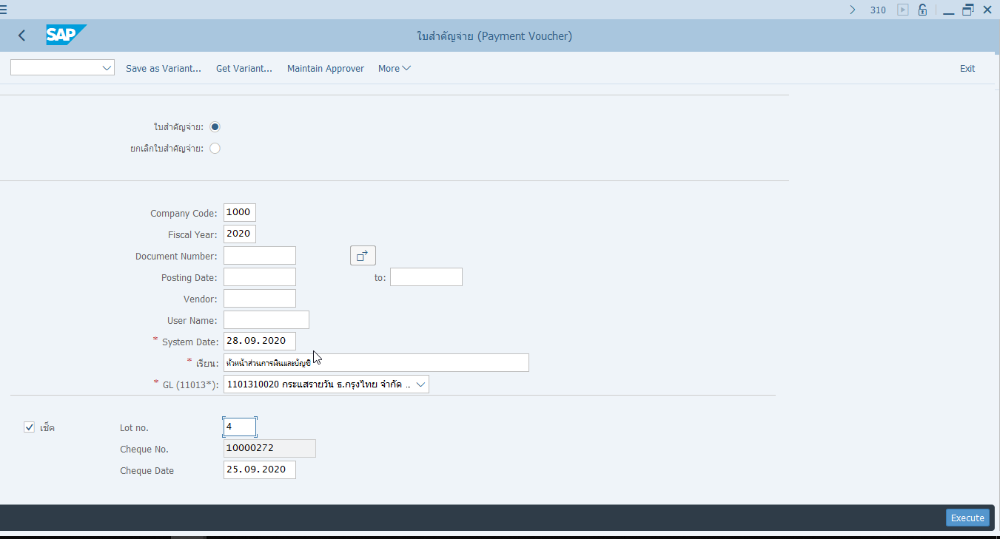 310
SAP
ใบสำคัญจ่าย (Payment Voucher)
Save as Variant... Get Variant... Maintain Approver More Exit
ใบสำคัญจ่าย:
ยกเลิกใบสำคัญจ่าย:
Company Code: 1000
Fiscal Year: 2020
Document Number:
Posting Date: to:
Vendor:
User Name:
* System Date: 28.09.2020
* เรียน: หัวหน้าส่วนการเงินและบัญชี
* GL (11013*): 1101310020 กระแสรายวัน ธ.กรุงไทย จำกัด ...
เช็ค Lot no. 4
Cheque No. 10000272
Cheque Date 25.09.2020
Execute